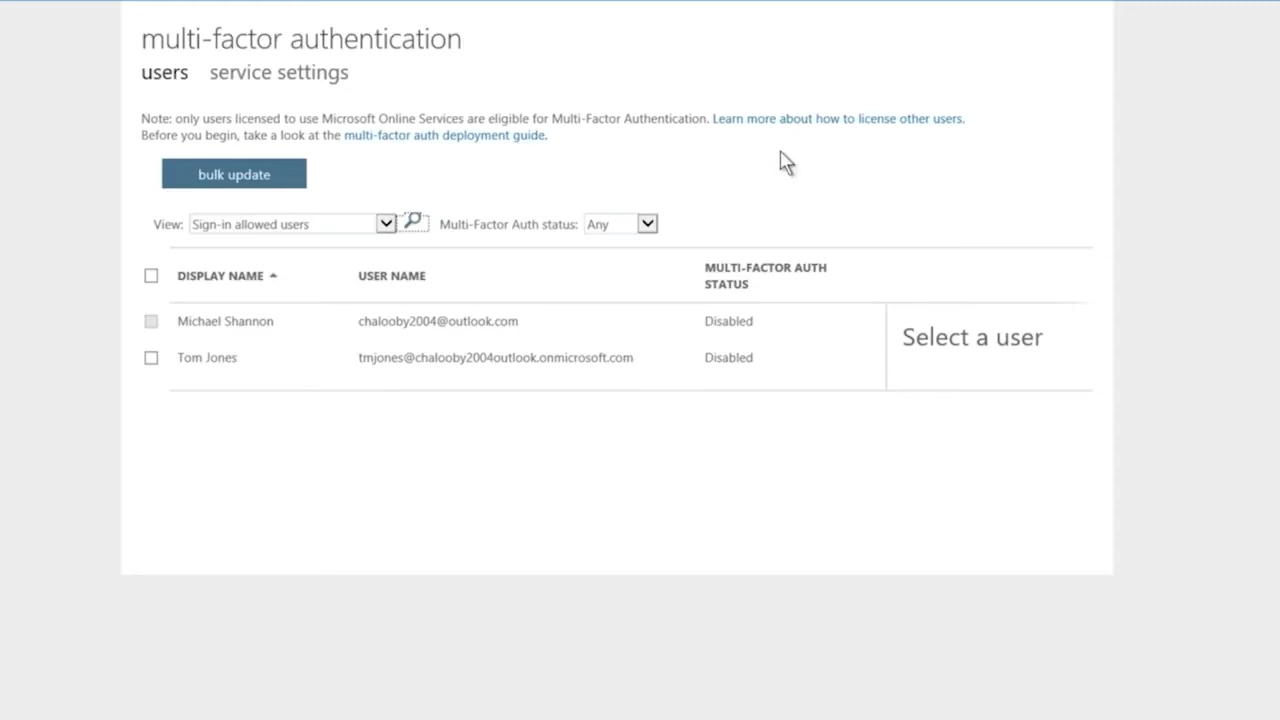 multi-factor authentication
users service settings
Note: only users licensed to use Microsoft Online Services are eligible for Multi-Factor Authentication. Learn more about how to license other users.
Before you begin, take a look at the multi-factor auth deployment guide.
bulk update
View: Sign-in allowed users Multi-Factor Auth status: Any
DISPLAY NAME USER NAME MULTI-FACTOR AUTH STATUS
Michael Shannon chalooby2004@outlook.com Disabled
Select a user
Tom Jones tmjones@chalooby2004outlook.onmicrosoft.com Disabled